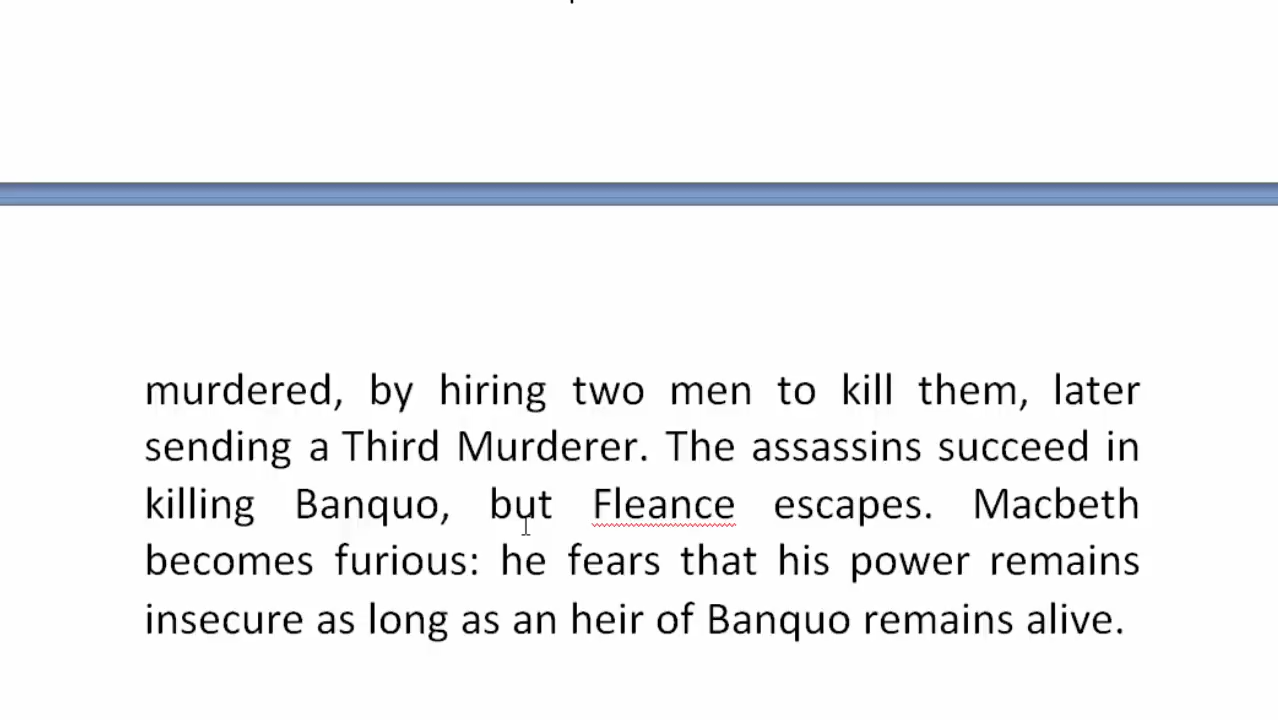 murdered, by hiring two men to kill them, later
sending a Third Murderer. The assassins succeed in
killing Banquo, but Fleance escapes. Macbeth
becomes furious: he fears that his power remains
insecure as long as an heir of Banquo remains alive.